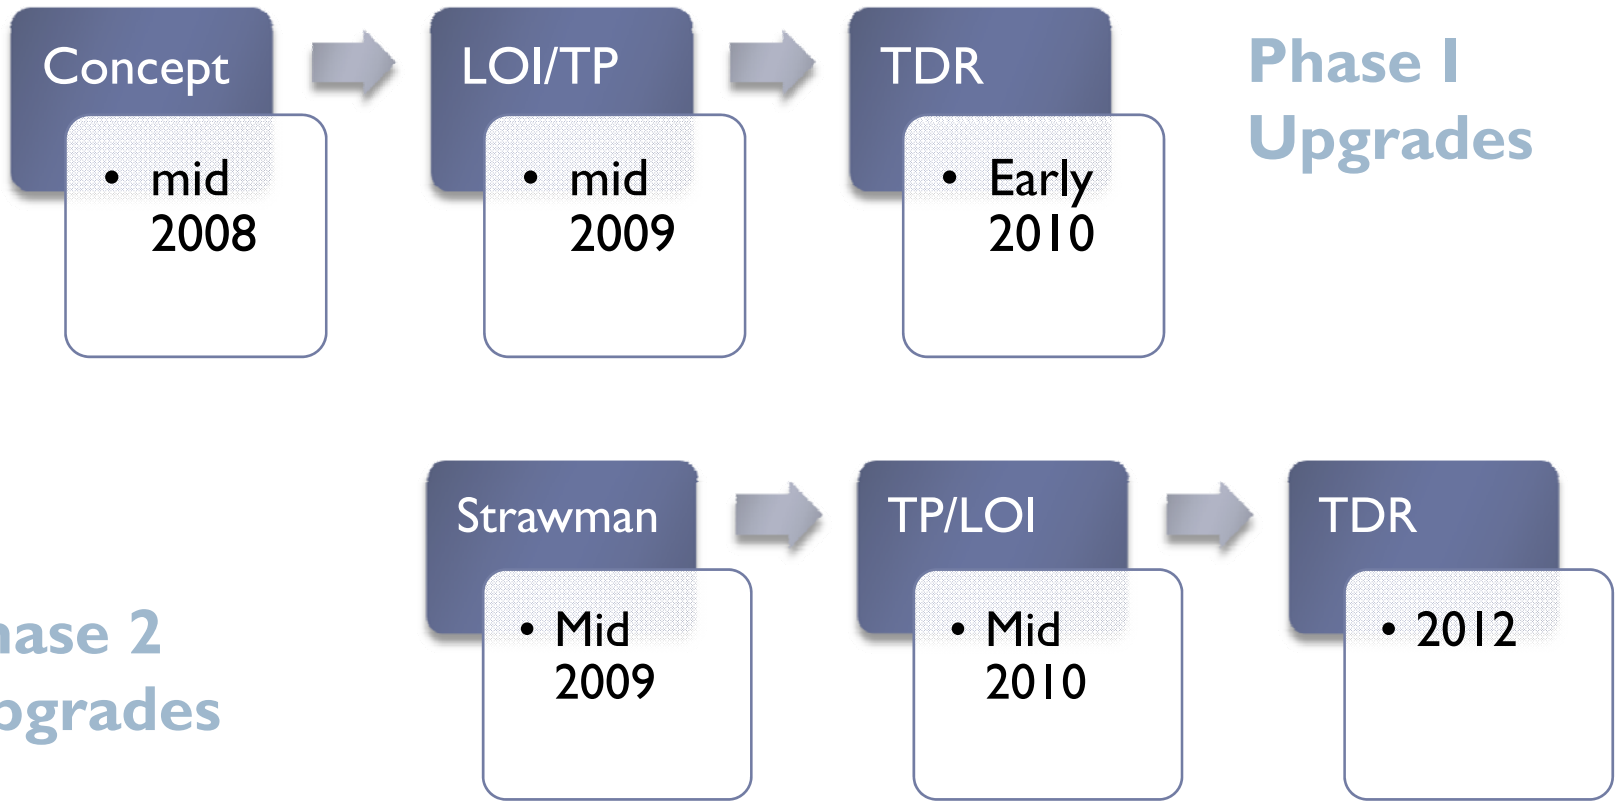 Concept
• mid
2008
LOI/TP
• mid
2009
TDR
• Early
2010
Phase 1
Upgrades
Strawman
• Mid
2009
TP/LOI
• Mid
2010
TDR
• 2012
hase 2
pgrades